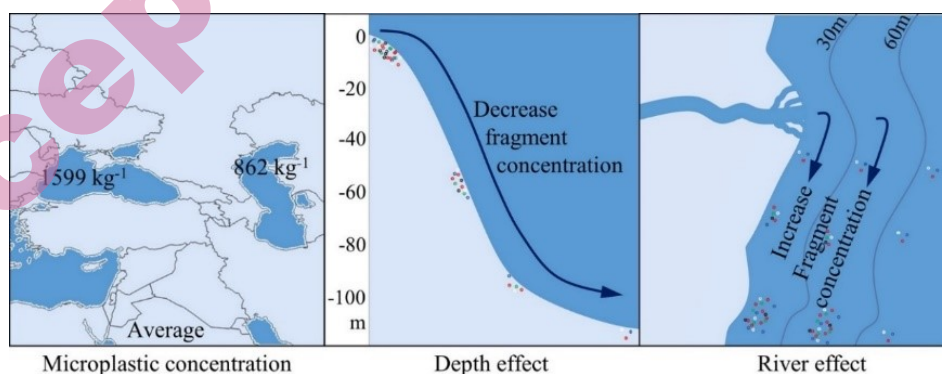 cep
1599 kg-1
862 kg-1
Average
Microplastic concentration
0
-20
-40
-60
-80
-100
m
Decrease
fragment
concentration
Depth effect
30m
60m
Increase
Fragment
concentration
River effect